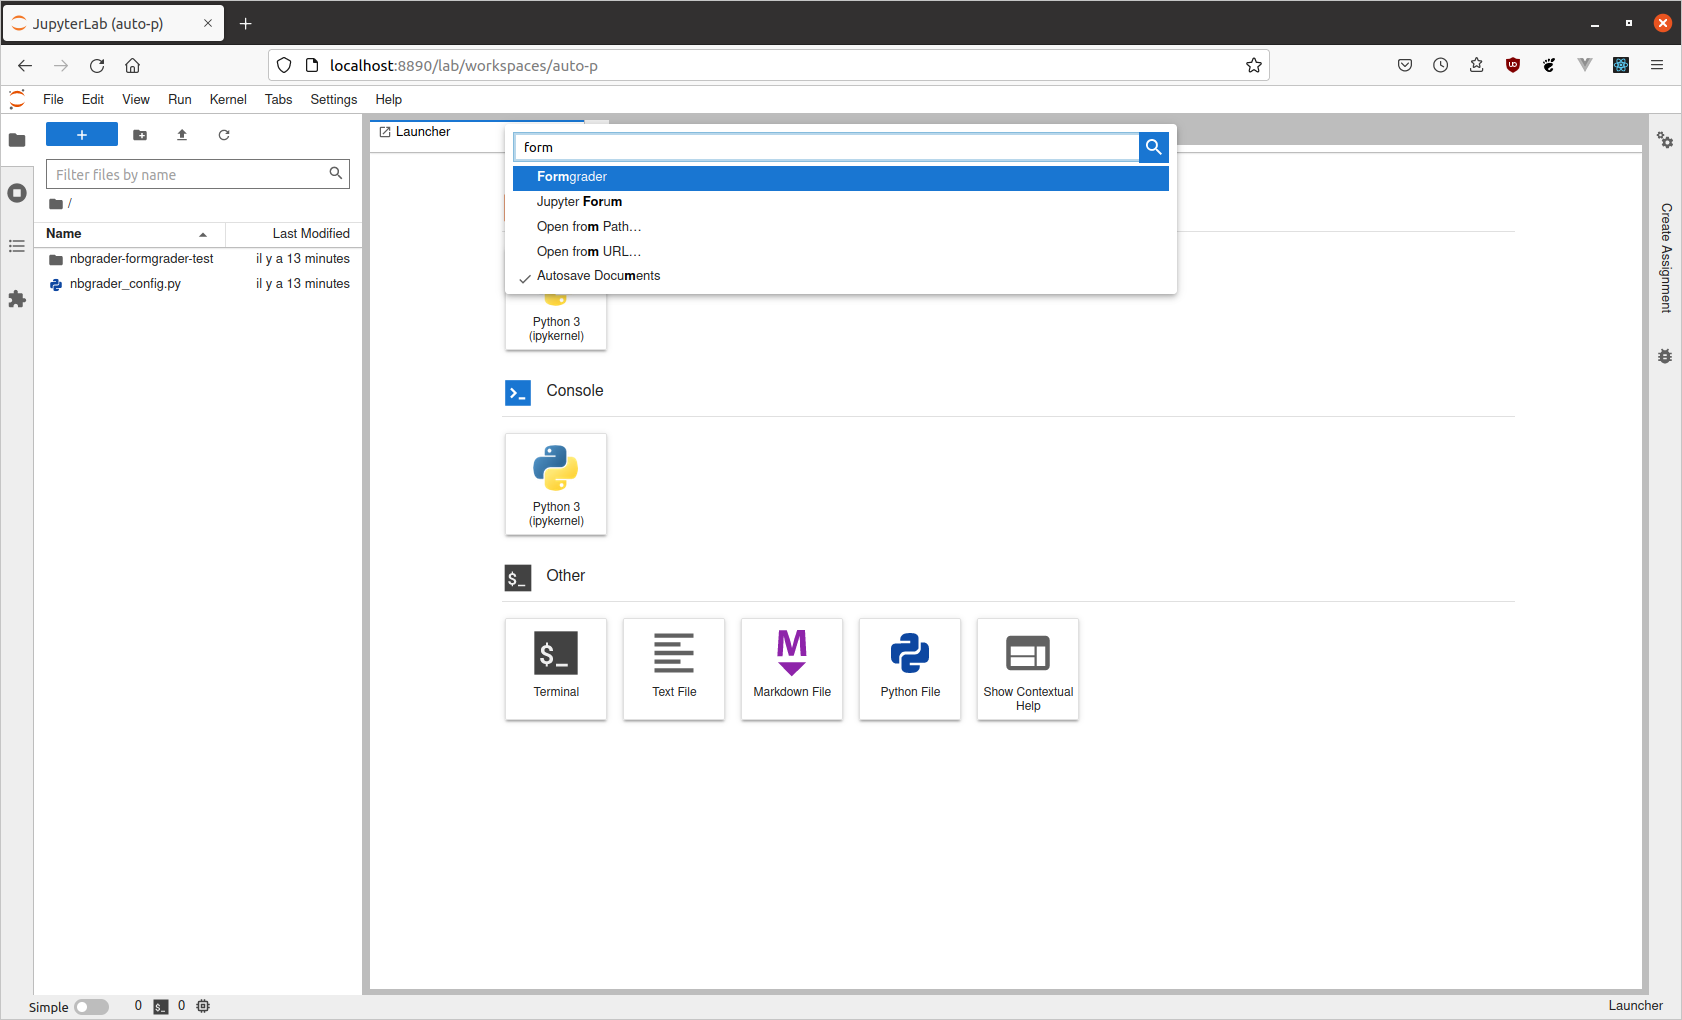 JupyterLab (auto-p)
localhost:8890/lab/workspaces/auto-p
File Edit View Run Kernel Tabs Settings Help
Filter files by name
/
Name Last Modified
nbgrader-formgrader-test il y a 13 minutes
nbgrader_config.py il y a 13 minutes
Launcher
form
Formgrader
Jupyter Forum
Open from Path…
Open from URL…
Autosave Documents
Python 3
(ipykernel)
Console
Python 3
(ipykernel)
$_ Other
$_
Terminal
Text File
M
Markdown File
Python File
Show Contextual
Help
Create Assignment
Simple 0 $_ 0 Launcher